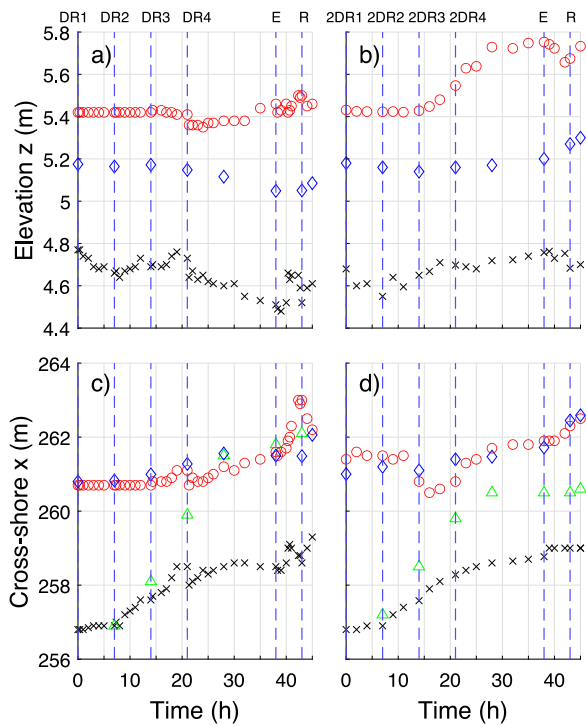 DR1 DR2 DR3 DR4 E R 2DR1 2DR2 2DR3 2DR4 E R
a) b)
5.8
5.6
5.4
5.2
5
4.8
4.6
4.4
Elevation z (m)
c) d)
264
262
260
258
256
Cross-shore x (m)
0 10 20 30 40 0 10 20 30 40
Time (h) Time (h)